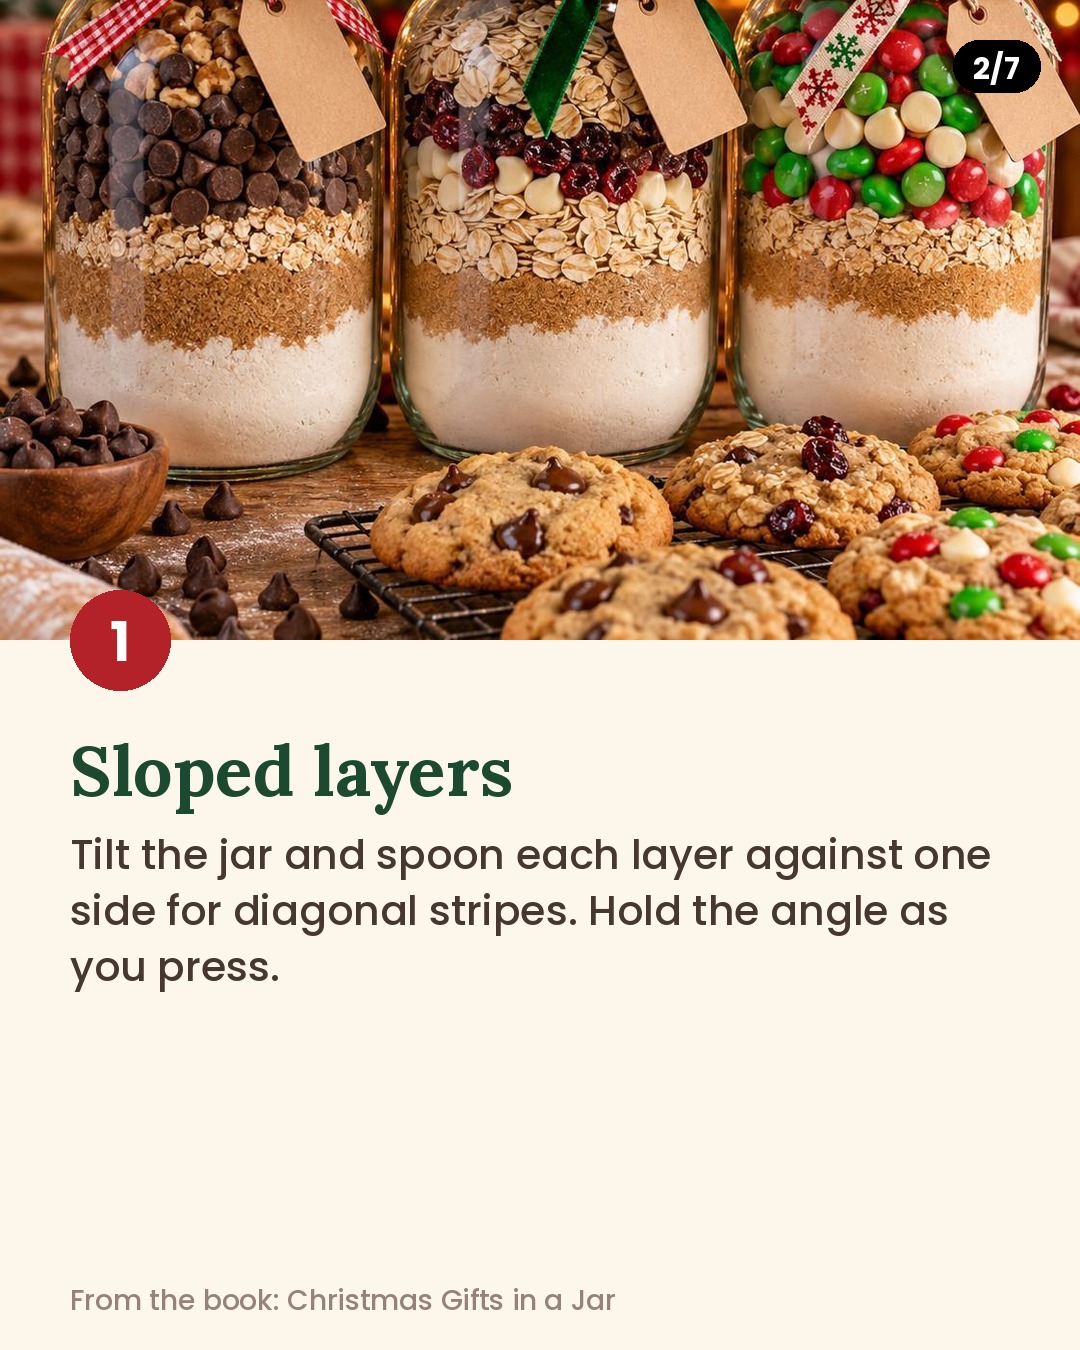 2/7
1
Sloped layers
Tilt the jar and spoon each layer against one
side for diagonal stripes. Hold the angle as
you press.
From the book: Christmas Gifts in a Jar